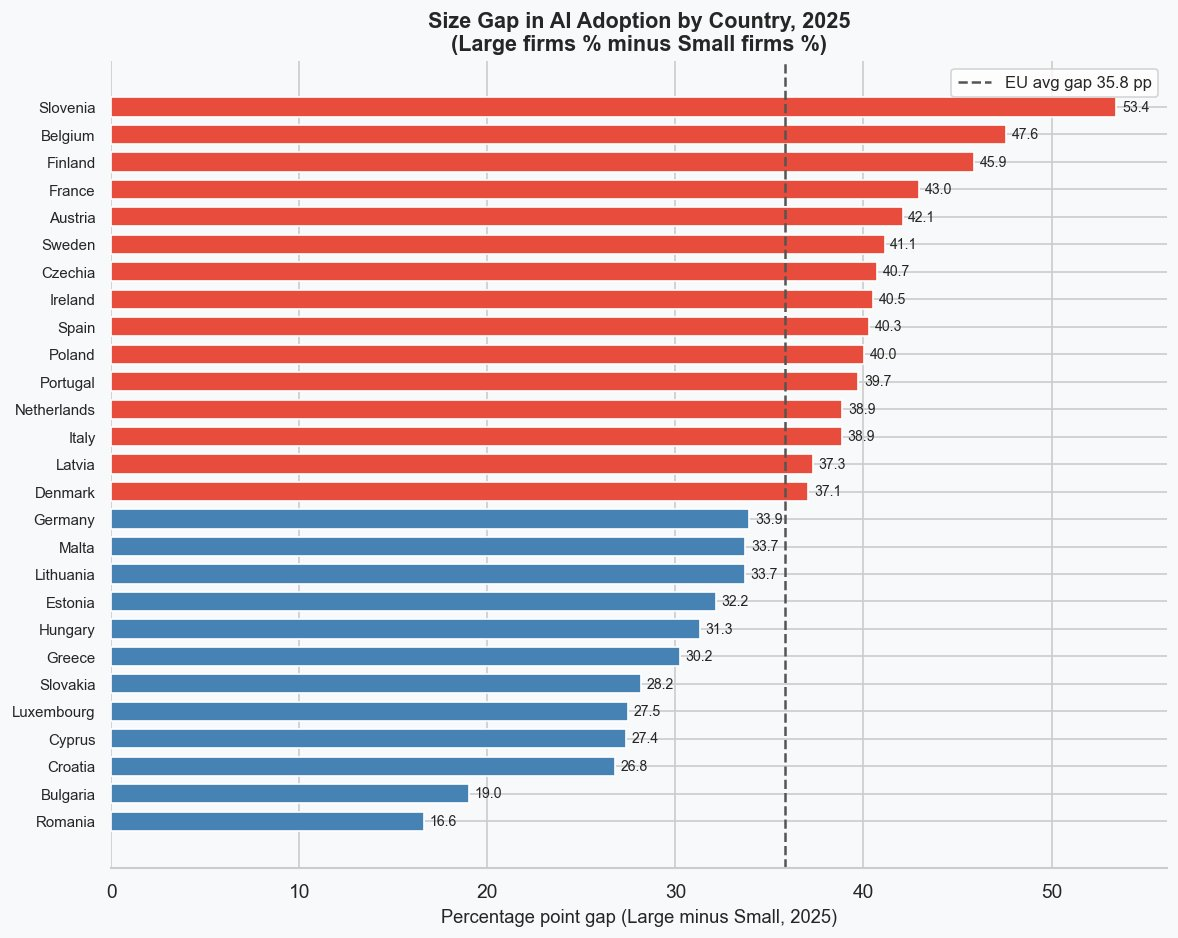 Size Gap in AI Adoption by Country, 2025
(Large firms % minus Small firms %)
EU avg gap 35.8 pp
Slovenia 53.4
Belgium 47.6
Finland 45.9
France 43.0
Austria 42.1
Sweden 41.1
Czechia 40.7
Ireland 40.5
Spain 40.3
Poland 40.0
Portugal 39.7
Netherlands 38.9
Italy 38.9
Latvia 37.3
Denmark 37.1
Germany 33.9
Malta 33.7
Lithuania 33.7
Estonia 32.2
Hungary 31.3
Greece 30.2
Slovakia 28.2
Luxembourg 27.5
Cyprus 27.4
Croatia 26.8
Bulgaria 19.0
Romania 16.6
0 10 20 30 40 50
Percentage point gap (Large minus Small, 2025)